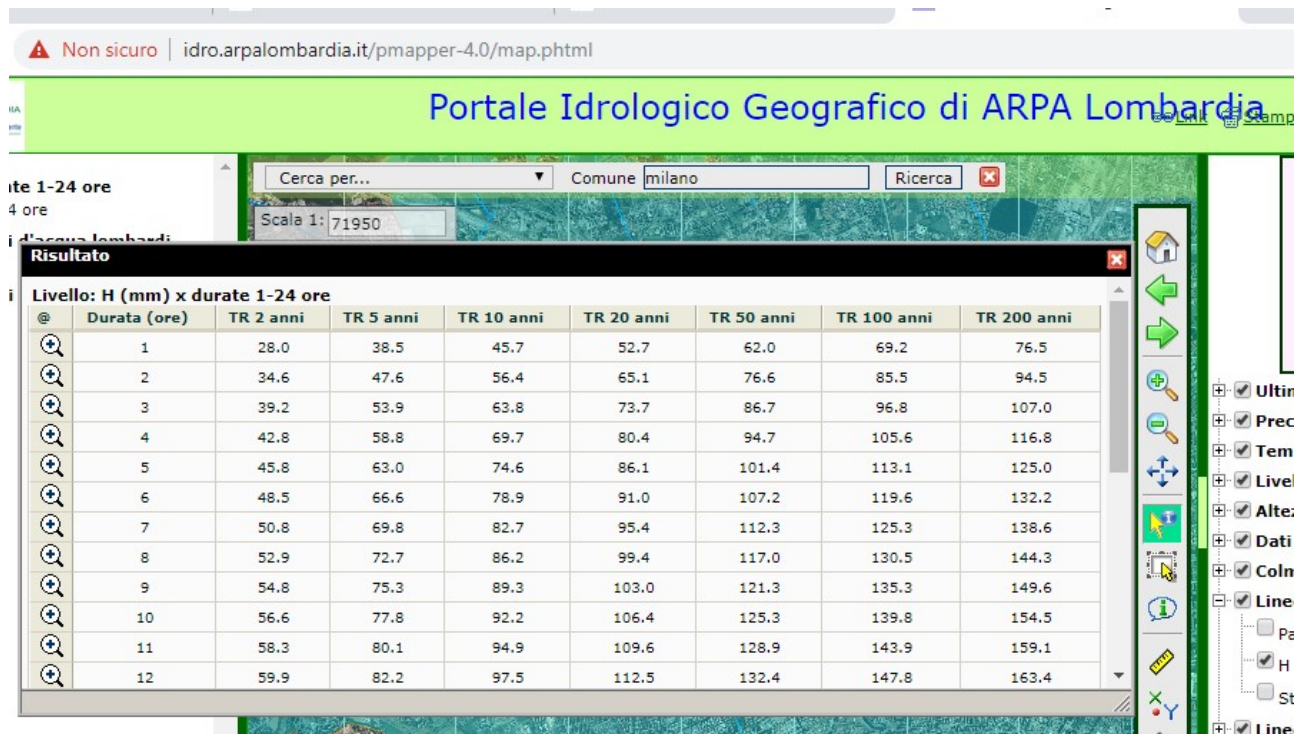 Non sicuro | idro.arpalombardia.it/pmapper-4.0/map.phtml
Portale Idrologico Geografico di ARPA Lombardia
Link Stamp
te 1-24 ore
4 ore
i d'acqua lombardi
Cerca per... Comune milano Ricerca
Scala 1: 71950
Risultato
Livello: H (mm) x durate 1-24 ore
@ Durata (ore) TR 2 anni TR 5 anni TR 10 anni TR 20 anni TR 50 anni TR 100 anni TR 200 anni
1 28.0 38.5 45.7 52.7 62.0 69.2 76.5
2 34.6 47.6 56.4 65.1 76.6 85.5 94.5
3 39.2 53.9 63.8 73.7 86.7 96.8 107.0
4 42.8 58.8 69.7 80.4 94.7 105.6 116.8
5 45.8 63.0 74.6 86.1 101.4 113.1 125.0
6 48.5 66.6 78.9 91.0 107.2 119.6 132.2
7 50.8 69.8 82.7 95.4 112.3 125.3 138.6
8 52.9 72.7 86.2 99.4 117.0 130.5 144.3
9 54.8 75.3 89.3 103.0 121.3 135.3 149.6
10 56.6 77.8 92.2 106.4 125.3 139.8 154.5
11 58.3 80.1 94.9 109.6 128.9 143.9 159.1
12 59.9 82.2 97.5 112.5 132.4 147.8 163.4
Ultim
Prec
Tem
Livel
Altez
Dati
Colm
Line
Pa
H
St
Line